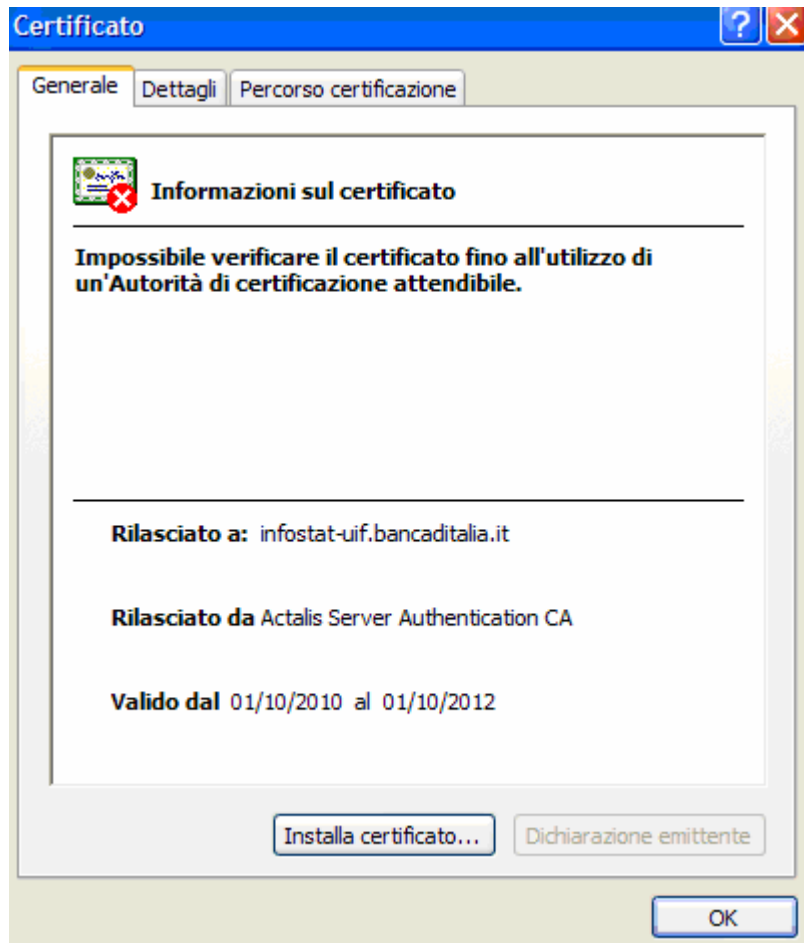 Certificato
Generale Dettagli Percorso certificazione
Informazioni sul certificato
Impossibile verificare il certificato fino all'utilizzo di
un'Autorità di certificazione attendibile.
Rilasciato a: infostat-uif.bancaditalia.it
Rilasciato da Actalis Server Authentication CA
Valido dal 01/10/2010 al 01/10/2012
Installa certificato... Dichiarazione emittente
OK